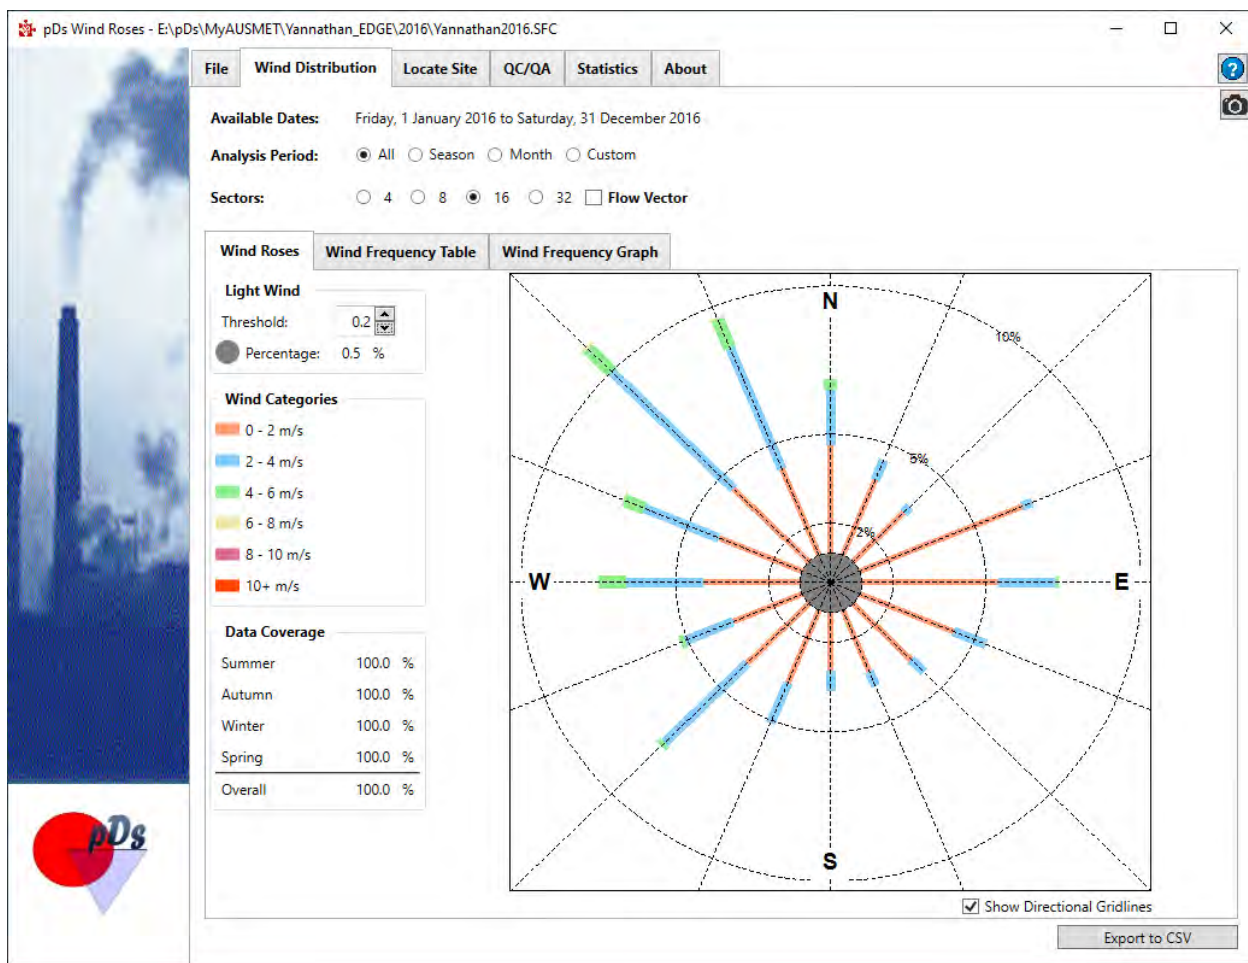 pDs Wind Roses - E:\pDs\MyAUSMET\Yannathan_EDGE\2016\Yannathan2016.SFC
File Wind Distribution Locate Site QC/QA Statistics About
?
Available Dates: Friday, 1 January 2016 to Saturday, 31 December 2016
Analysis Period: All Season Month Custom
Sectors: 4 8 16 32 Flow Vector
Wind Roses Wind Frequency Table Wind Frequency Graph
Light Wind
Threshold: 0.2
Percentage: 0.5 %
Wind Categories
0 - 2 m/s
2 - 4 m/s
4 - 6 m/s
6 - 8 m/s
8 - 10 m/s
10+ m/s
Data Coverage
Summer 100.0 %
Autumn 100.0 %
Winter 100.0 %
Spring 100.0 %
Overall 100.0 %
N
10%
5%
2%
W
E
S
pDs
Show Directional Gridlines
Export to CSV